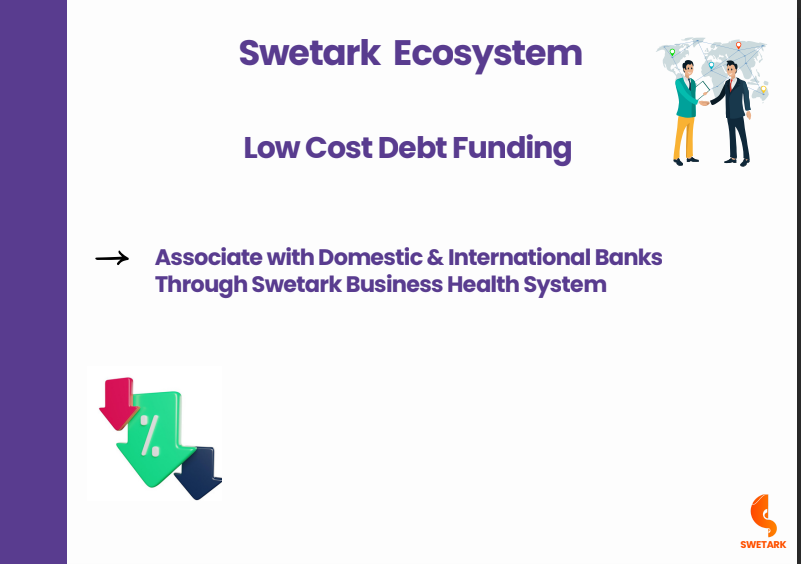 Swetark Ecosystem
Low Cost Debt Funding
Associate with Domestic & International Banks
Through Swetark Business Health System
%
SWETARK